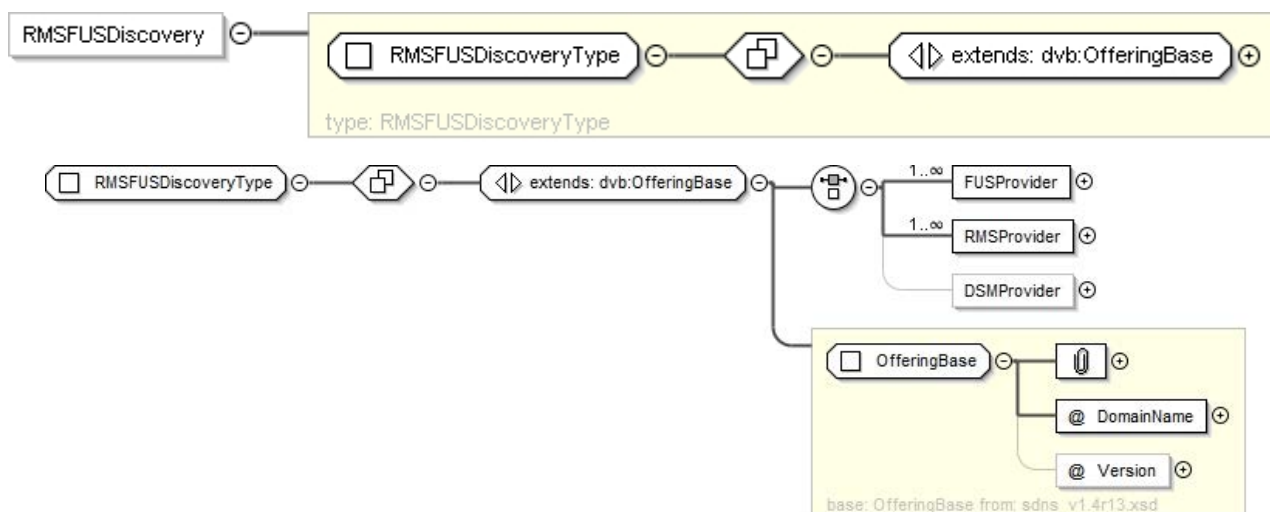 RMSFUSDiscovery
RMSFUSDiscoveryType
extends: dvb:OfferingBase
type: RMSFUSDiscoveryType
RMSFUSDiscoveryType
extends: dvb:OfferingBase
1..∞
FUSProvider
1..∞
RMSProvider
DSMProvider
OfferingBase
@ DomainName
@ Version
base: OfferingBase from: sdns_v1.4r13.xsd